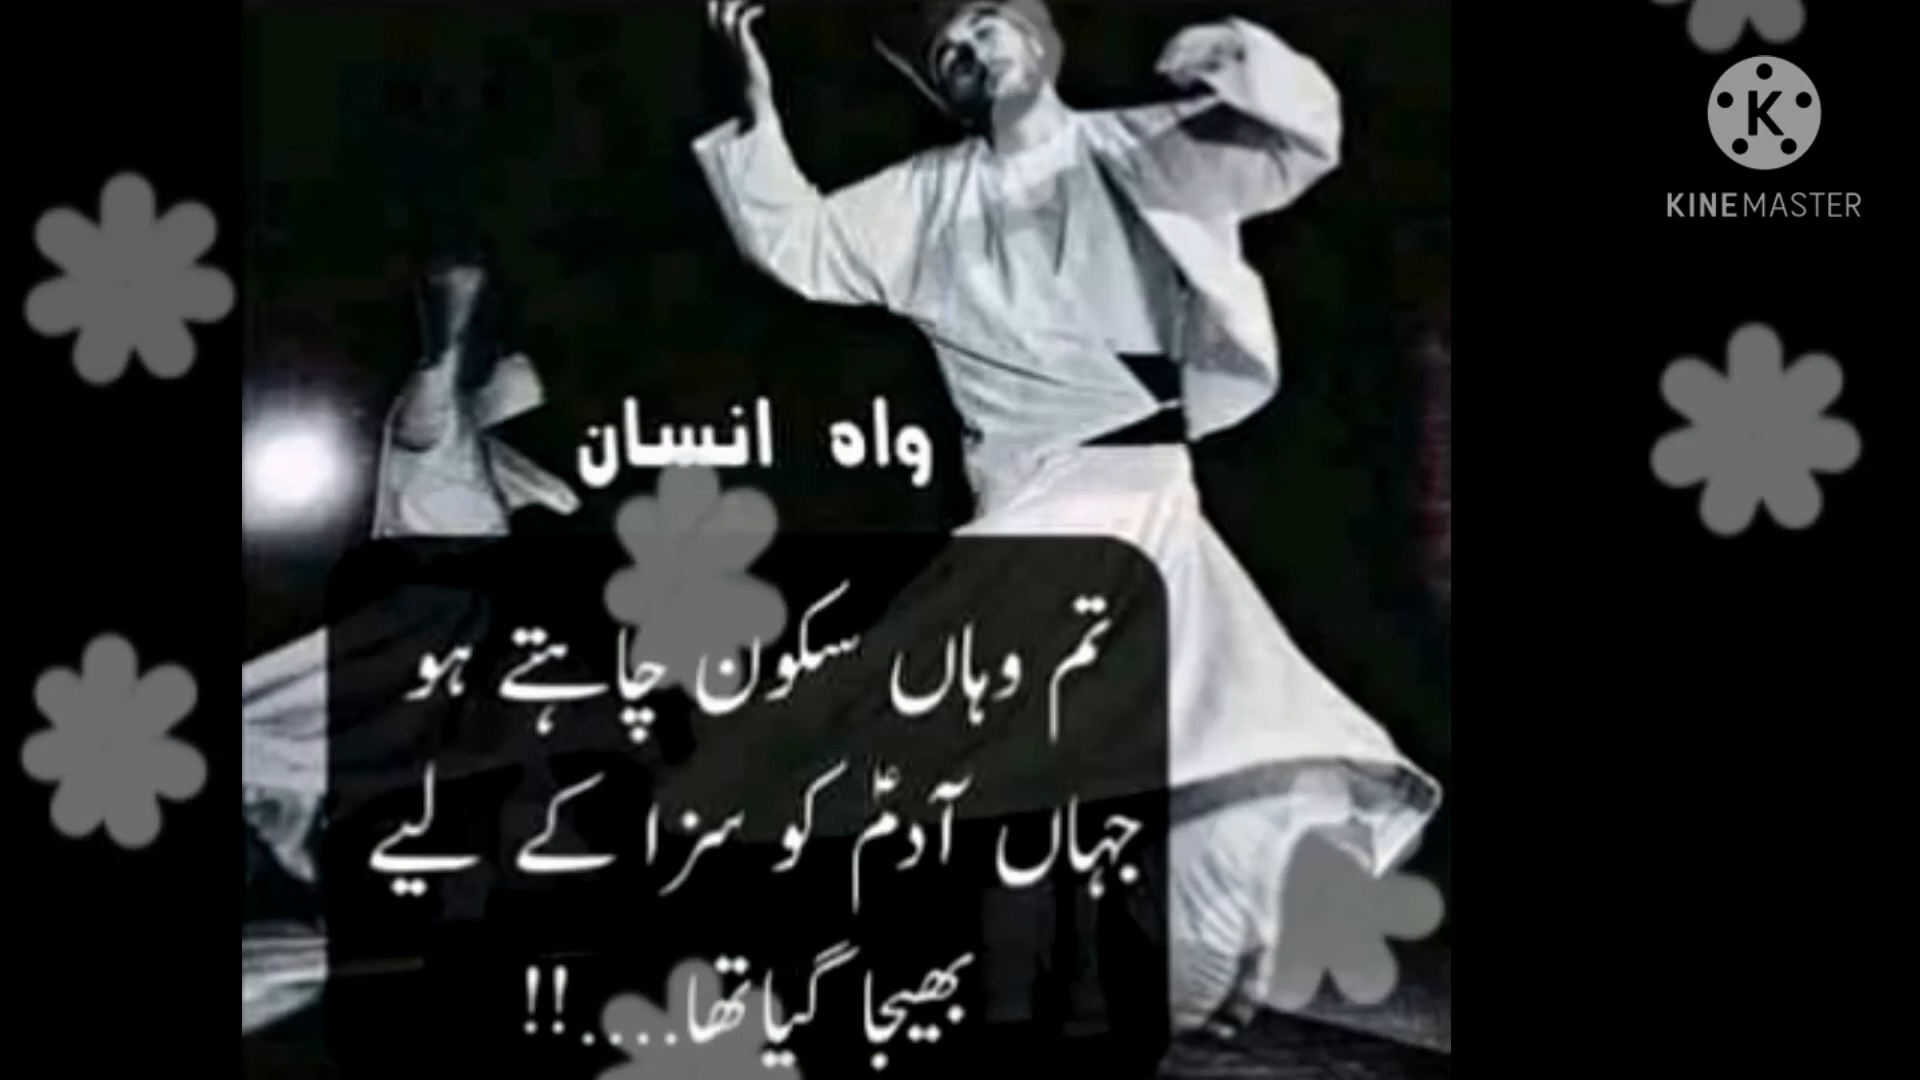 KINEMASTER
واہ انسان
تم وہاں سکون چاہتے ہو
جہاں آدمؑ کو سزا کے لیے
بھیجا گیا تھا....!!